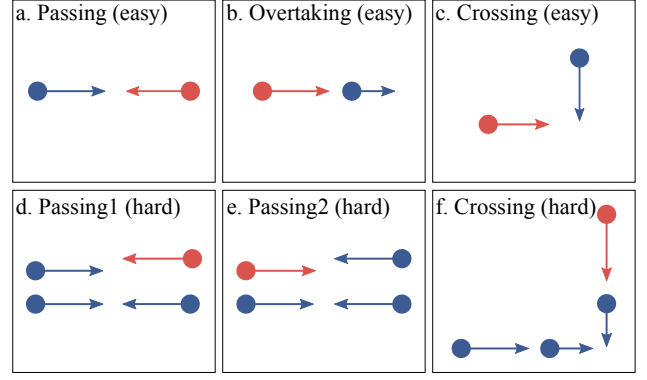 a. Passing (easy)
b. Overtaking (easy)
c. Crossing (easy)
d. Passing1 (hard)
e. Passing2 (hard)
f. Crossing (hard)